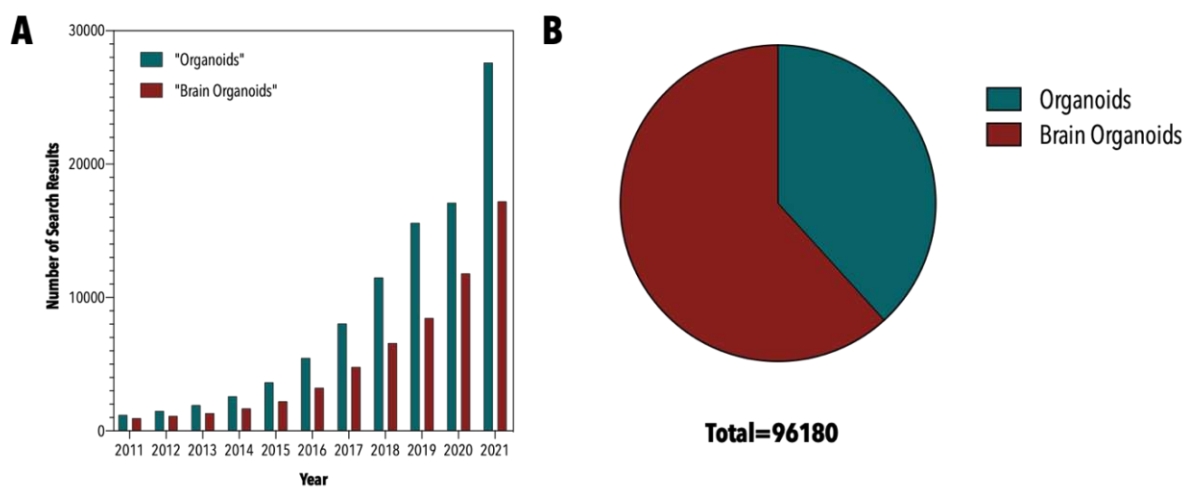 A
30000
20000
10000
0
Number of Search Results
"Organoids"
"Brain Organoids"
2011 2012 2013 2014 2015 2016 2017 2018 2019 2020 2021
Year
B
Organoids
Brain Organoids
Total=96180